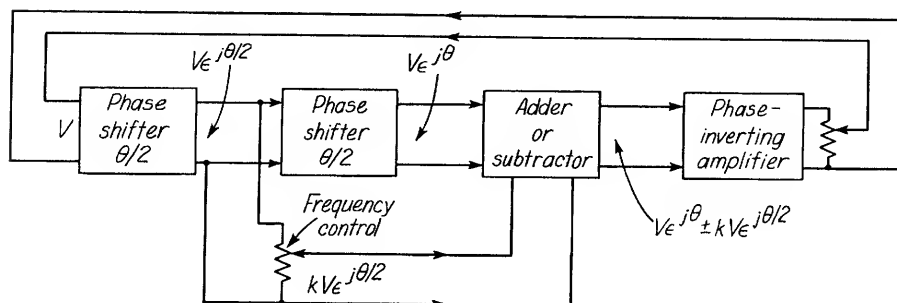 Vϵ^jθ/2
Vϵ^jθ
V
Phase
shifter
θ/2
Phase
shifter
θ/2
Adder
or
subtractor
Phase-
inverting
amplifier
Frequency
control
kVϵ^jθ/2
Vϵ^jθ ± kVϵ^jθ/2